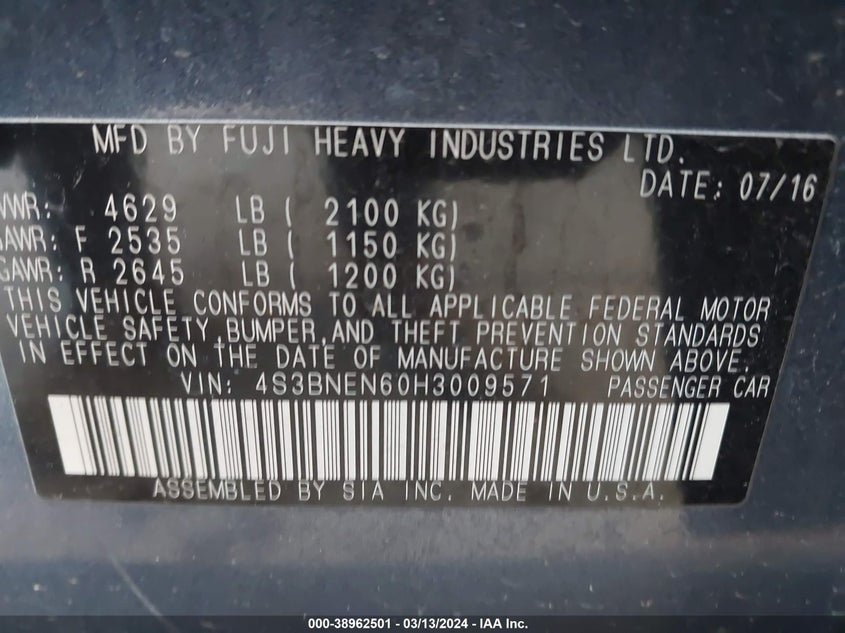 MFD BY FUJI HEAVY INDUSTRIES LTD.
DATE: 07/16
VWR: 4629 LB ( 2100 KG)
AWR: F 2535 LB ( 1150 KG)
GAWR: R 2645 LB ( 1200 KG)
THIS VEHICLE CONFORMS TO ALL APPLICABLE FEDERAL MOTOR
VEHICLE SAFETY,BUMPER,AND THEFT PREVENTION STANDARDS
IN EFFECT ON THE DATE OF MANUFACTURE SHOWN ABOVE.
VIN: 4S3BNEN60H3009571 PASSENGER CAR
ASSEMBLED BY SIA INC. MADE IN U.S.A.
000-38962501 - 03/13/2024 - IAA Inc.